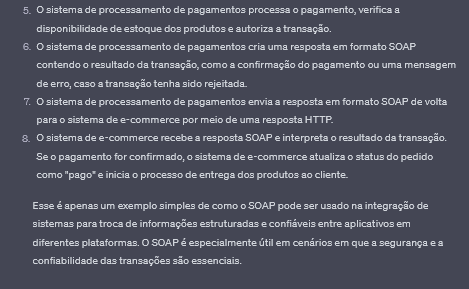 5. O sistema de processamento de pagamentos processa o pagamento, verifica a
disponibilidade de estoque dos produtos e autoriza a transação.
6. O sistema de processamento de pagamentos cria uma resposta em formato SOAP
contendo o resultado da transação, como a confirmação do pagamento ou uma mensagem
de erro, caso a transação tenha sido rejeitada.
7. O sistema de processamento de pagamentos envia a resposta em formato SOAP de volta
para o sistema de e-commerce por meio de uma resposta HTTP.
8. O sistema de e-commerce recebe a resposta SOAP e interpreta o resultado da transação.
Se o pagamento for confirmado, o sistema de e-commerce atualiza o status do pedido
como "pago" e inicia o processo de entrega dos produtos ao cliente.
Esse é apenas um exemplo simples de como o SOAP pode ser usado na integração de
sistemas para troca de informações estruturadas e confiáveis entre aplicativos em
diferentes plataformas. O SOAP é especialmente útil em cenários em que a segurança e a
confiabilidade das transações são essenciais.